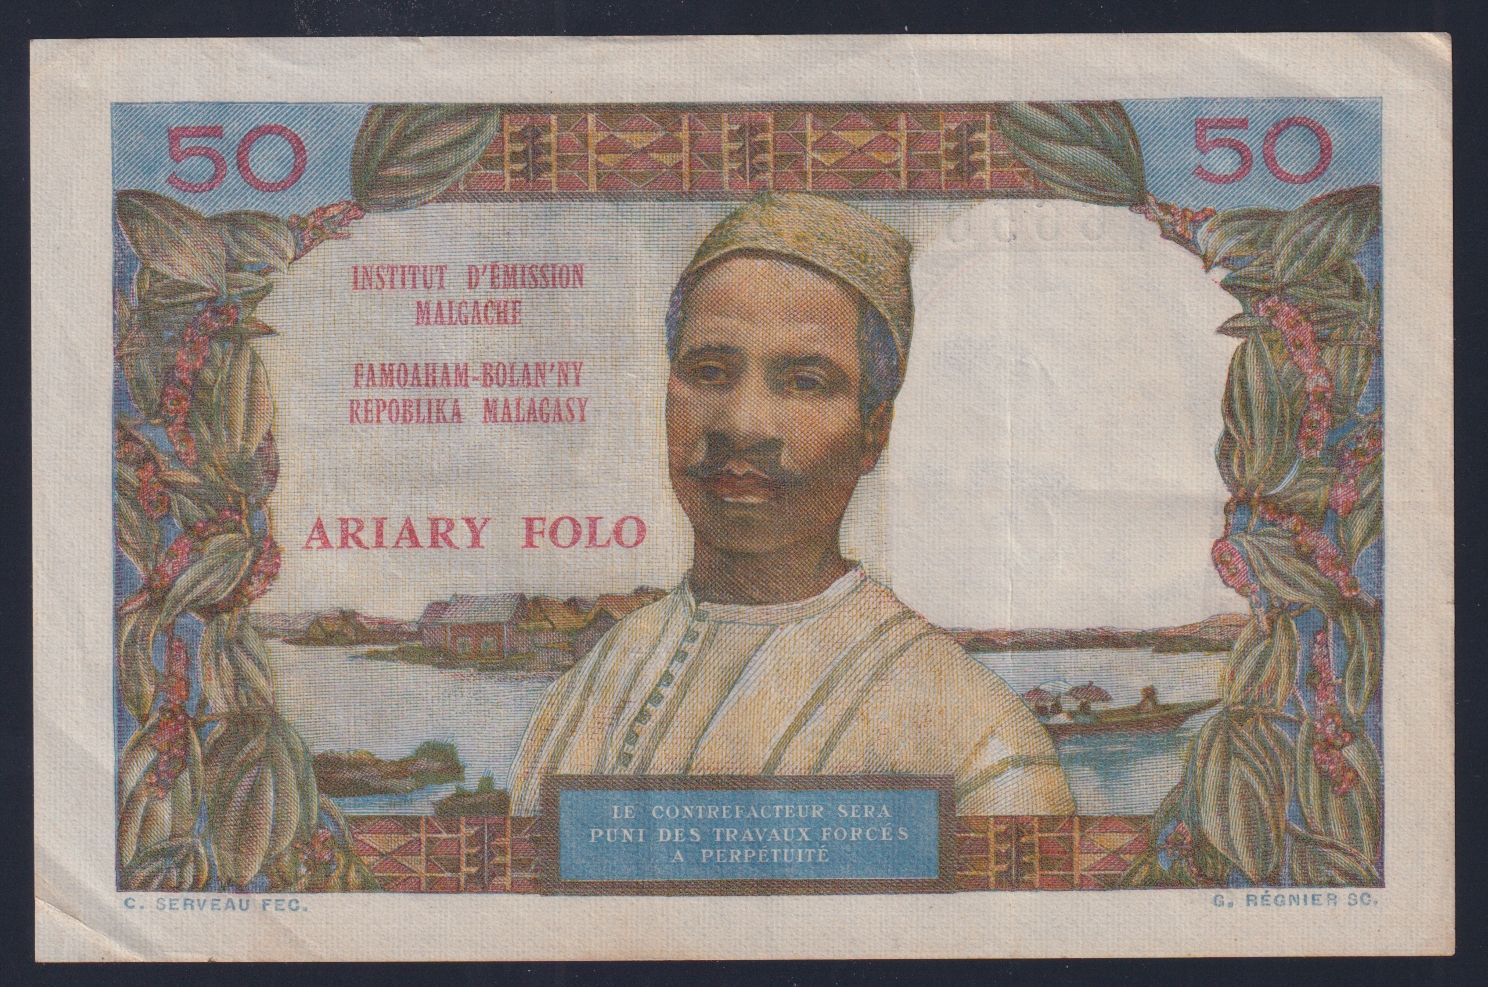 50
50
INSTITUT D'ÉMISSION
MALGACHE
FAMOAHAM-BOLAN'NY
REPOBLIKA MALAGASY
ARIARY FOLO
LE CONTREFACTEUR SERA
PUNI DES TRAVAUX FORCÉS
A PERPÉTUITÉ
C. SERVEAU FEC.
G. RÉGNIER SC.